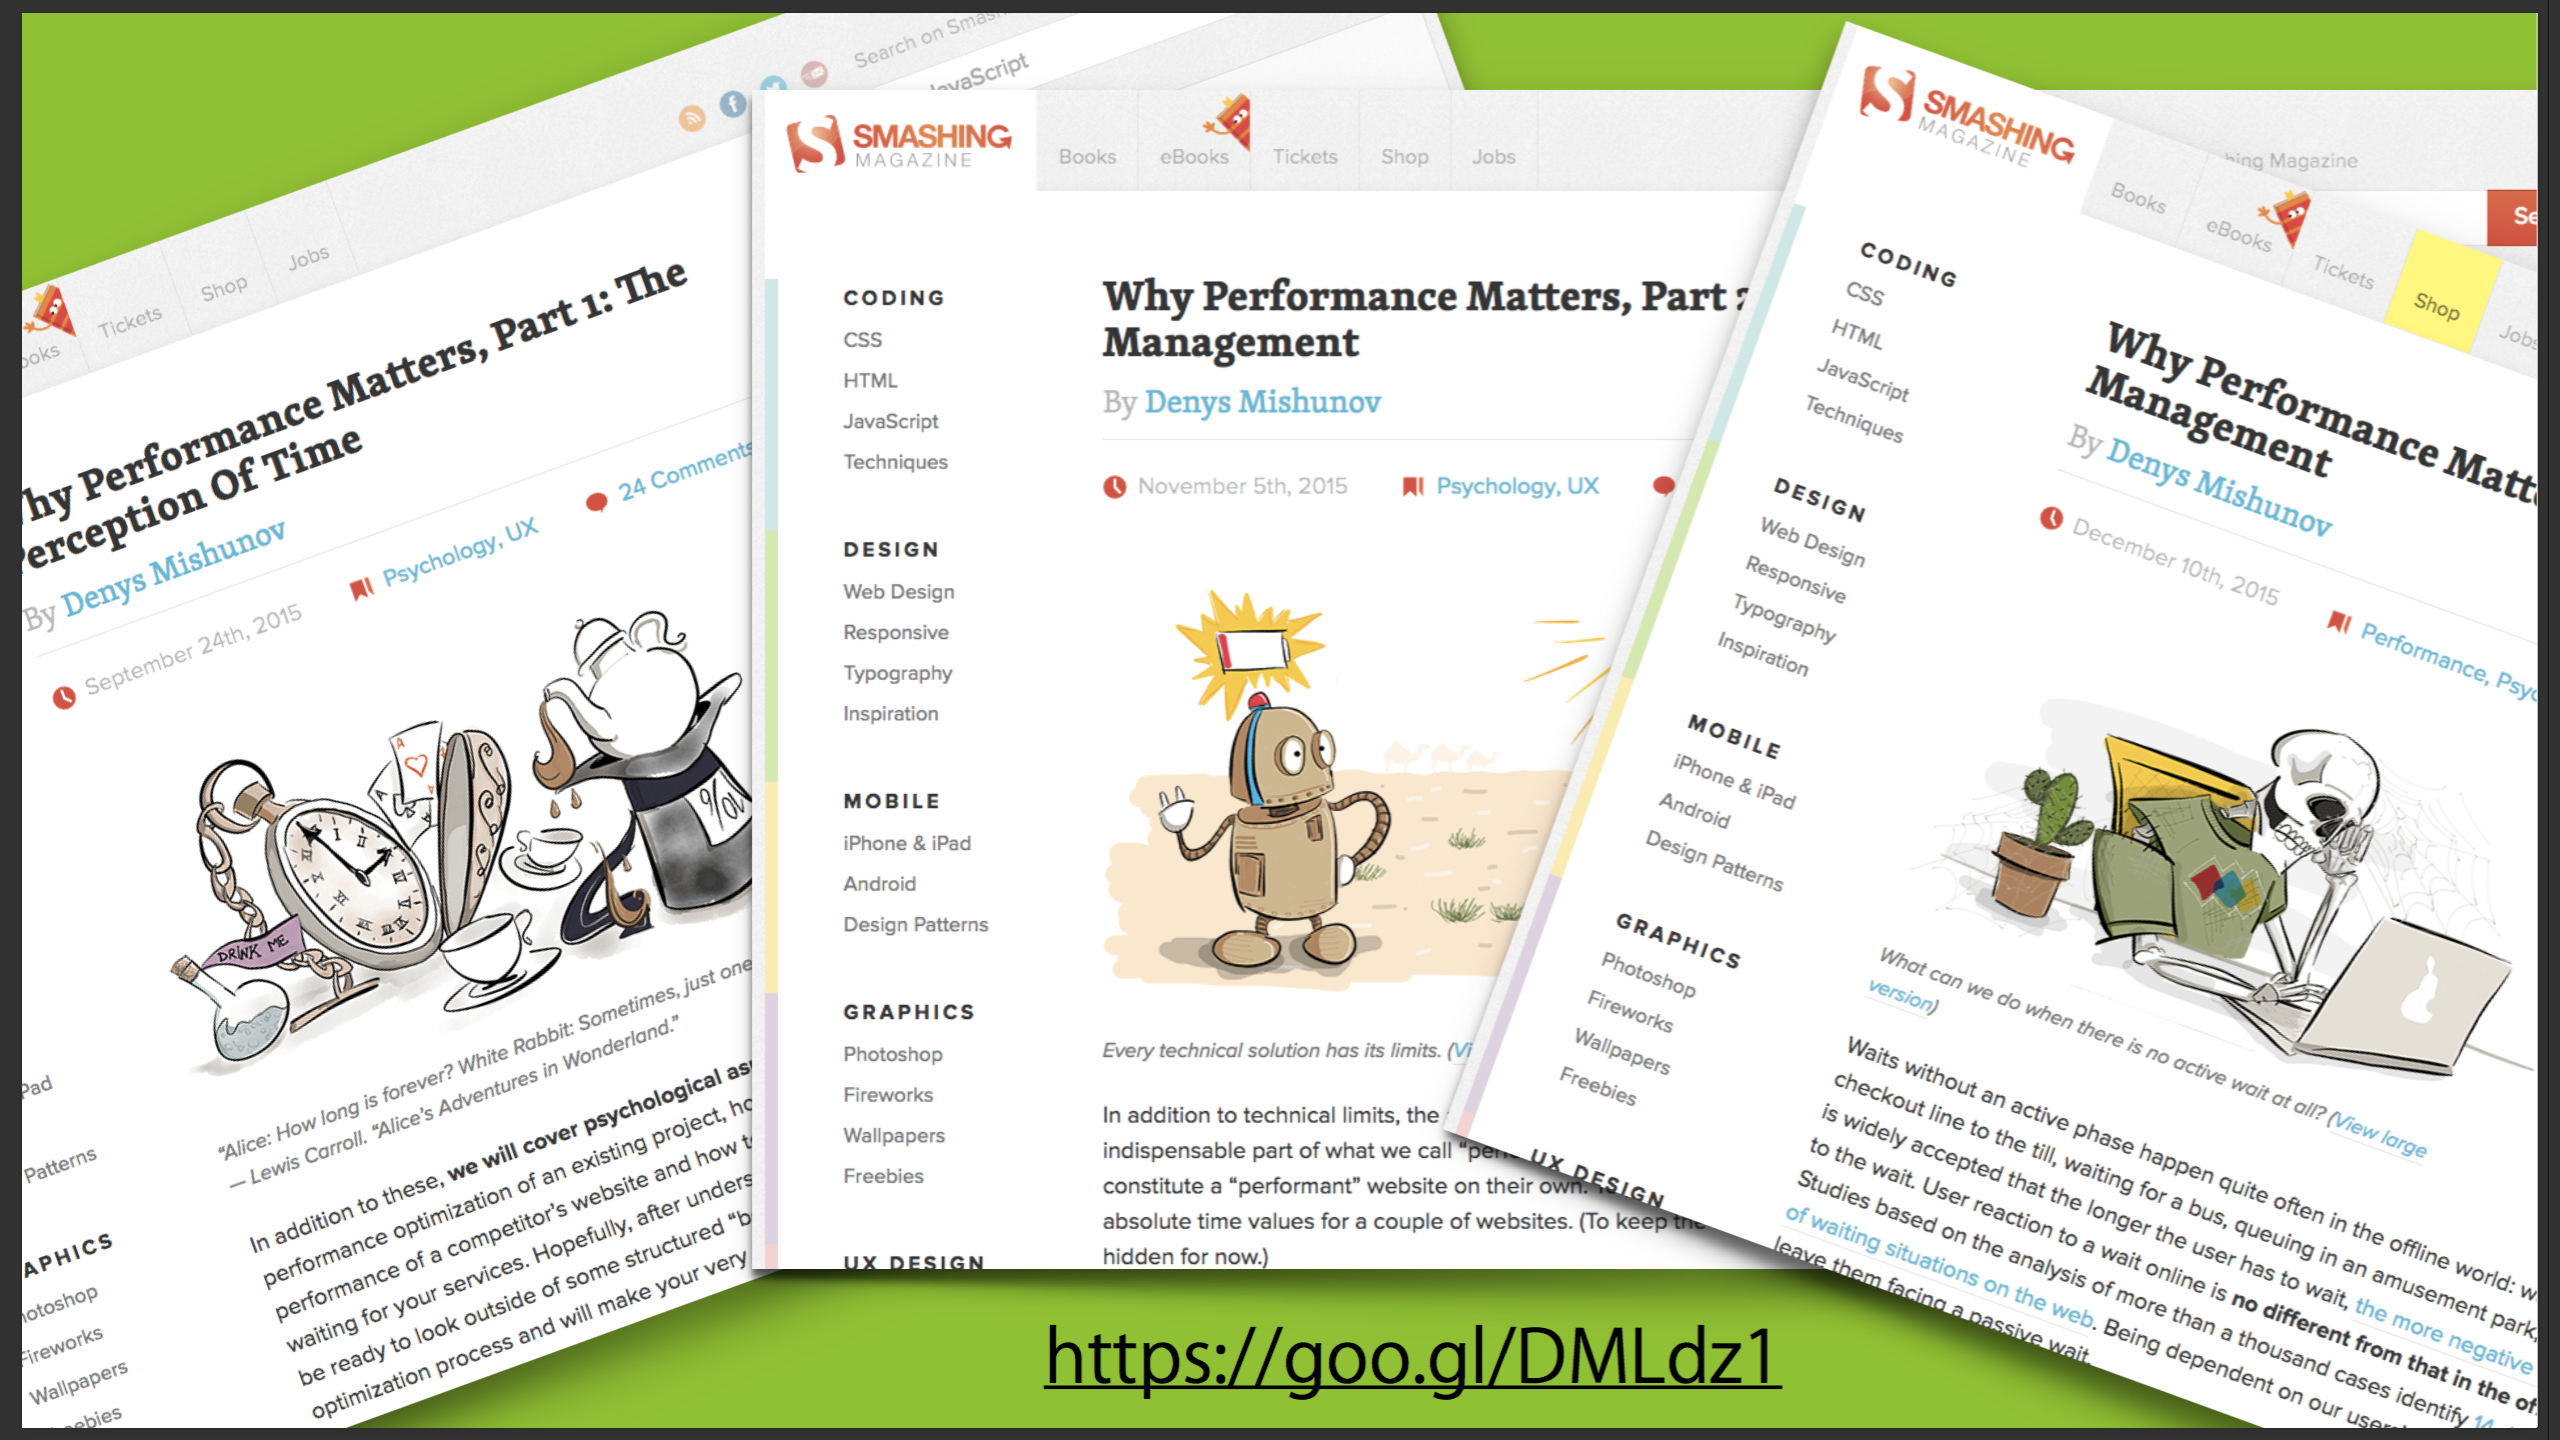 Search on Smas
JavaScript
ooks
Tickets
Shop
Jobs
hy Performance Matters, Part 1: The
Perception Of Time
By Denys Mishunov
September 24th, 2015
Psychology, UX
24 Comments
DRINK ME
YOU
"Alice: How long is forever? White Rabbit: Sometimes, just one
— Lewis Carroll. "Alice's Adventures in Wonderland."
In addition to these, we will cover psychological as
performance optimization of an existing project, ho
performance of a competitor's website and how t
waiting for your services. Hopefully, after unders
be ready to look outside of some structured "b
optimization process and will make your very
Pad
Patterns
APHICS
hotoshop
Fireworks
Wallpapers
eebies
SMASHING
MAGAZINE
Books
eBooks
Tickets
Shop
Jobs
CODING
CSS
HTML
JavaScript
Techniques
DESIGN
Web Design
Responsive
Typography
Inspiration
MOBILE
iPhone & iPad
Android
Design Patterns
GRAPHICS
Photoshop
Fireworks
Wallpapers
Freebies
UX DESIGN
Why Performance Matters, Part 2
Management
By Denys Mishunov
November 5th, 2015
Psychology, UX
Every technical solution has its limits. (Vi
In addition to technical limits, the
indispensable part of what we call "per
constitute a "performant" website on their own.
absolute time values for a couple of websites. (To keep the
hidden for now.)
hing Magazine
Se
SMASHING
MAGAZINE
Books
eBooks
Tickets
Shop
Jobs
CODING
CSS
HTML
JavaScript
Techniques
DESIGN
Web Design
Responsive
Typography
Inspiration
MOBILE
iPhone & iPad
Android
Design Patterns
GRAPHICS
Photoshop
Fireworks
Wallpapers
Freebies
UX DESIGN
Why Performance Matte
Management
By Denys Mishunov
December 10th, 2015
Performance, Psyc
What can we do when there is no active wait at all? (View large
version)
Waits without an active phase happen quite often in the offline world: w
checkout line to the till, waiting for a bus, queuing in an amusement park,
is widely accepted that the longer the user has to wait, the more negative
to the wait. User reaction to a wait online is no different from that in the of
Studies based on the analysis of more than a thousand cases identify 14
of waiting situations on the web. Being dependent on our user
leave them facing a passive wait.
https://goo.gl/DMLdz1